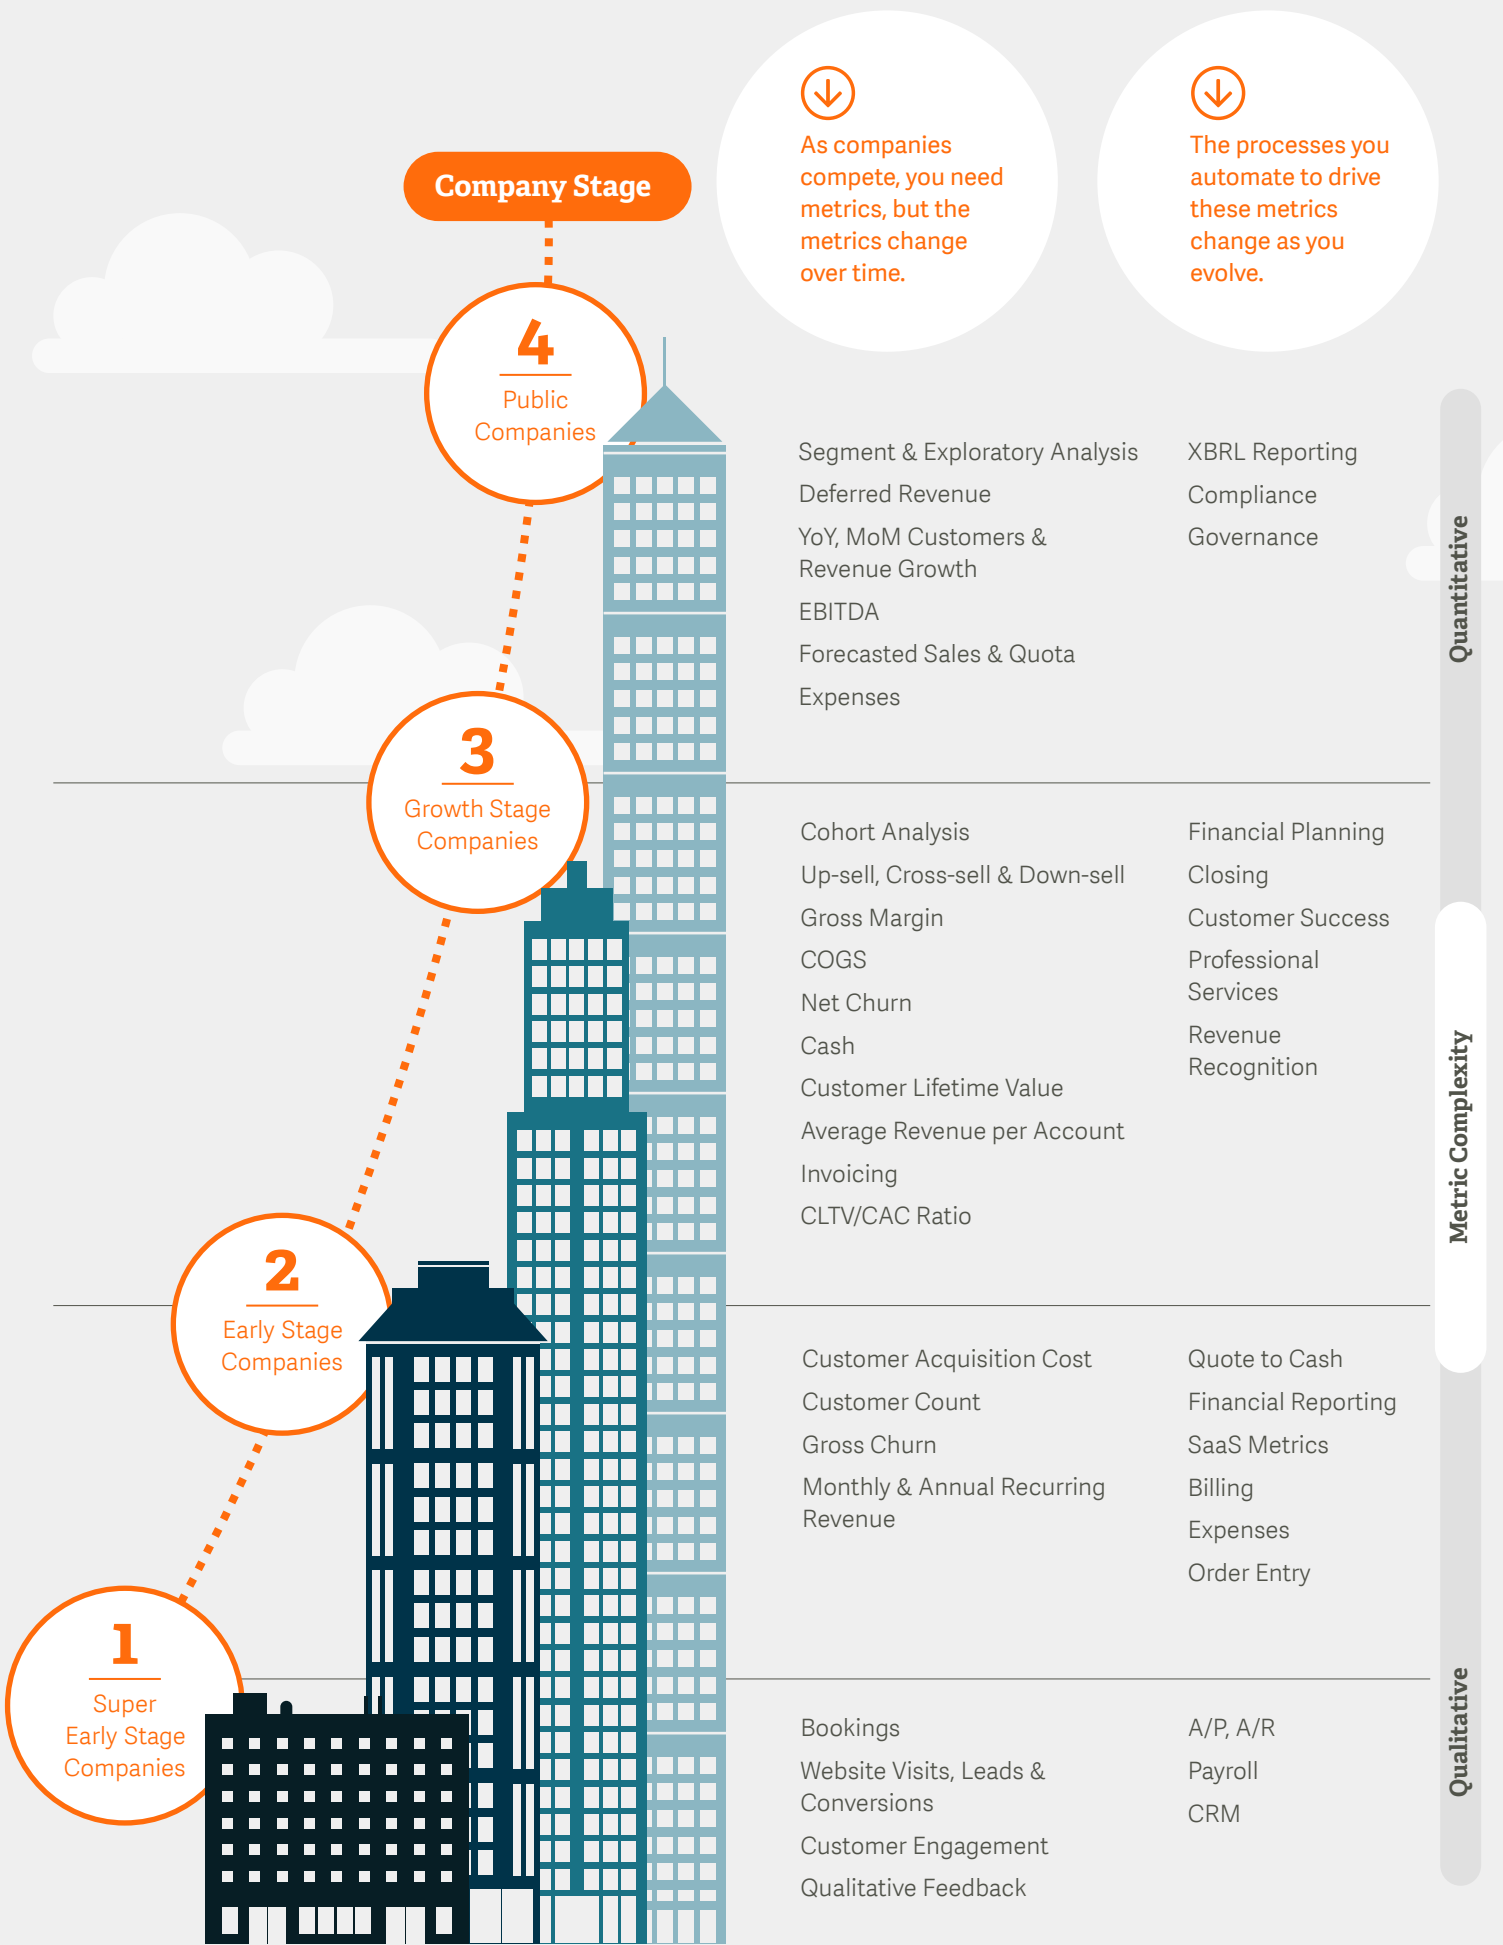 As companies
compete, you need
metrics, but the
metrics change
over time.
The processes you
automate to drive
these metrics
change as you
evolve.
Company Stage
4
Public
Companies
Segment & Exploratory Analysis
Deferred Revenue
YoY, MoM Customers &
Revenue Growth
EBITDA
Forecasted Sales & Quota
Expenses
XBRL Reporting
Compliance
Governance
Quantitative
3
Growth Stage
Companies
Cohort Analysis
Up-sell, Cross-sell & Down-sell
Gross Margin
COGS
Net Churn
Cash
Customer Lifetime Value
Average Revenue per Account
Invoicing
CLTV/CAC Ratio
Financial Planning
Closing
Customer Success
Professional
Services
Revenue
Recognition
Metric Complexity
2
Early Stage
Companies
Customer Acquisition Cost
Customer Count
Gross Churn
Monthly & Annual Recurring
Revenue
Quote to Cash
Financial Reporting
SaaS Metrics
Billing
Expenses
Order Entry
1
Super
Early Stage
Companies
Bookings
Website Visits, Leads &
Conversions
Customer Engagement
Qualitative Feedback
A/P, A/R
Payroll
CRM
Qualitative